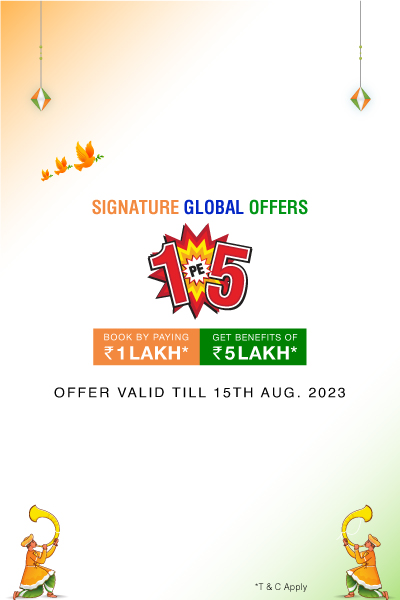 SIGNATURE GLOBAL OFFERS
1 PE 5
BOOK BY PAYING
₹1 LAKH*
GET BENEFITS OF
₹5 LAKH*
OFFER VALID TILL 15TH AUG. 2023
*T & C Apply